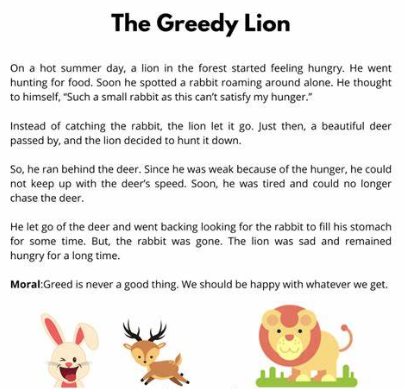 The Greedy Lion
On a hot summer day, a lion in the forest started feeling hungry. He went
hunting for food. Soon he spotted a rabbit roaming around alone. He thought
to himself, “Such a small rabbit as this can’t satisfy my hunger.”
Instead of catching the rabbit, the lion let it go. Just then, a beautiful deer
passed by, and the lion decided to hunt it down.
So, he ran behind the deer. Since he was weak because of the hunger, he could
not keep up with the deer’s speed. Soon, he was tired and could no longer
chase the deer.
He let go of the deer and went backing looking for the rabbit to fill his stomach
for some time. But, the rabbit was gone. The lion was sad and remained
hungry for a long time.
Moral:Greed is never a good thing. We should be happy with whatever we get.